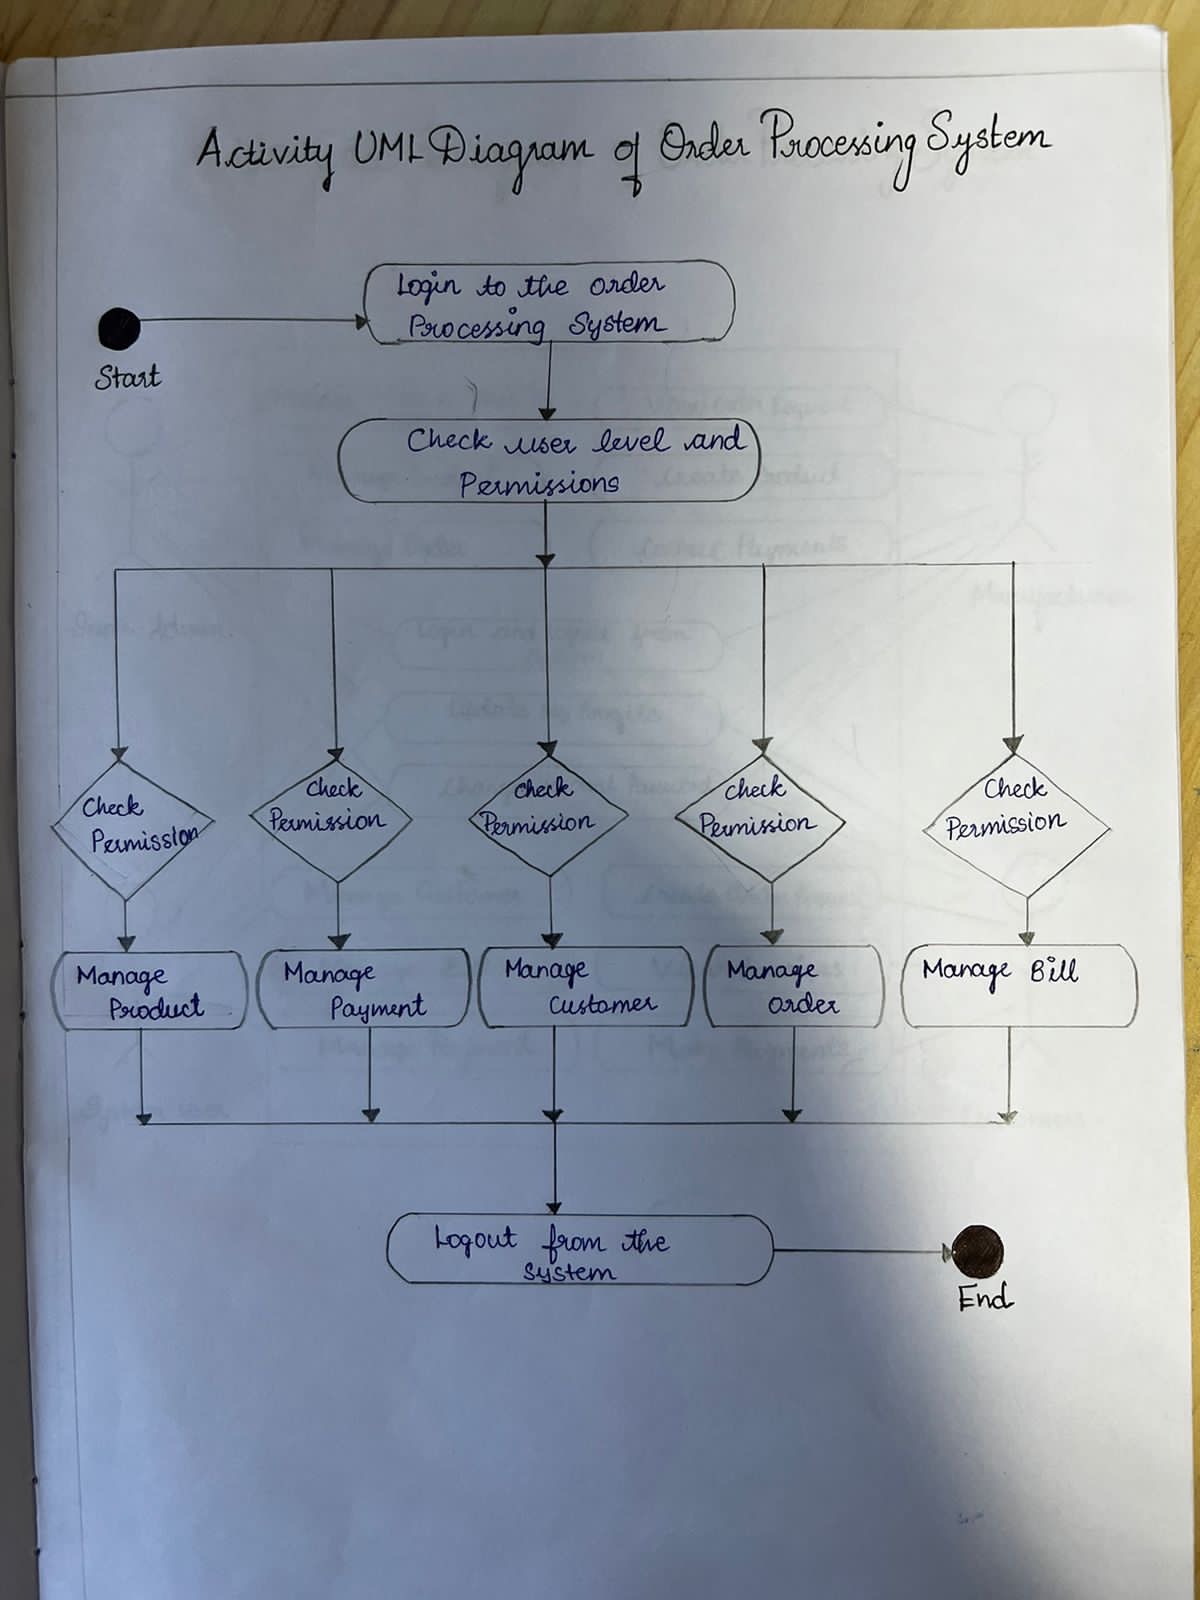 Activity UML Diagram of Order Processing System
Login to the order
Processing System
Start
Check user level and
Permissions
Check
Permission
Check
Permission
Check
Permission
Check
Permission
Check
Permission
Manage
Product
Manage
Payment
Manage
Customer
Manage
order
Manage Bill
Logout from the
system
End